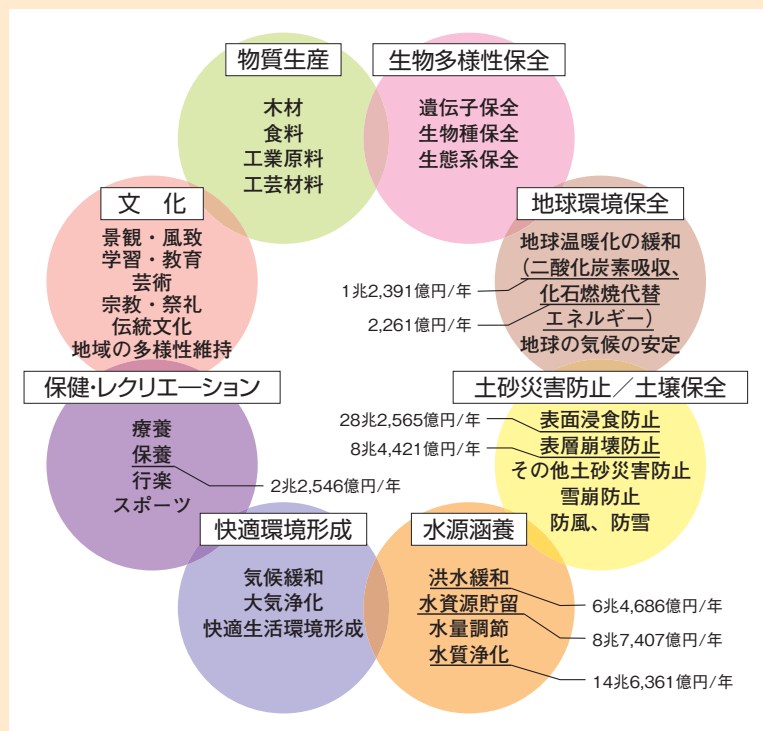 物質生産
木材
食料
工業原料
工芸材料
生物多様性保全
遺伝子保全
生物種保全
生態系保全
文 化
景観・風致
学習・教育
芸術
宗教・祭礼
伝統文化
地域の多様性維持
地球環境保全
地球温暖化の緩和
(二酸化炭素吸収、
化石燃焼代替
エネルギー)
地球の気候の安定
1兆2,391億円/年
2,261億円/年
保健・レクリエーション
療養
保養
行楽
スポーツ
2兆2,546億円/年
土砂災害防止／土壌保全
表面浸食防止
表層崩壊防止
その他土砂災害防止
雪崩防止
防風、防雪
28兆2,565億円/年
8兆4,421億円/年
快適環境形成
気候緩和
大気浄化
快適生活環境形成
水源涵養
洪水緩和
水資源貯留
水量調節
水質浄化
6兆4,686億円/年
8兆7,407億円/年
14兆6,361億円/年